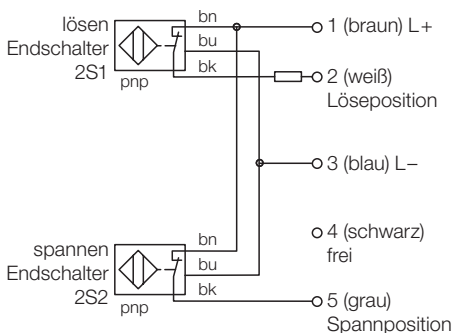 lösen
Endschalter
2S1
pnp
bn
bu
bk
1 (braun) L+
2 (weiß)
Löseposition
3 (blau) L–
4 (schwarz)
frei
spannen
Endschalter
2S2
pnp
bn
bu
bk
5 (grau)
Spannposition